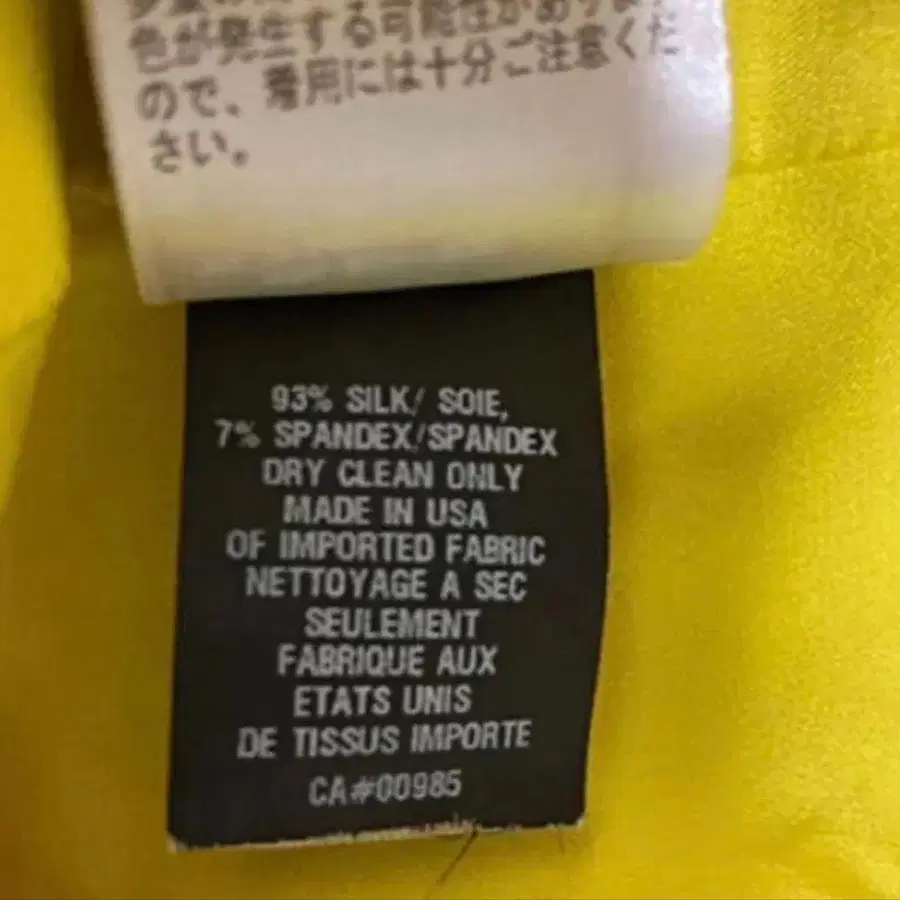 色が発生する可能性があります
ので、着用には十分ご注意くだ
さい。
93% SILK/ SOIE,
7% SPANDEX/SPANDEX
DRY CLEAN ONLY
MADE IN USA
OF IMPORTED FABRIC
NETTOYAGE A SEC
SEULEMENT
FABRIQUE AUX
ETATS UNIS
DE TISSUS IMPORTE
CA#00985